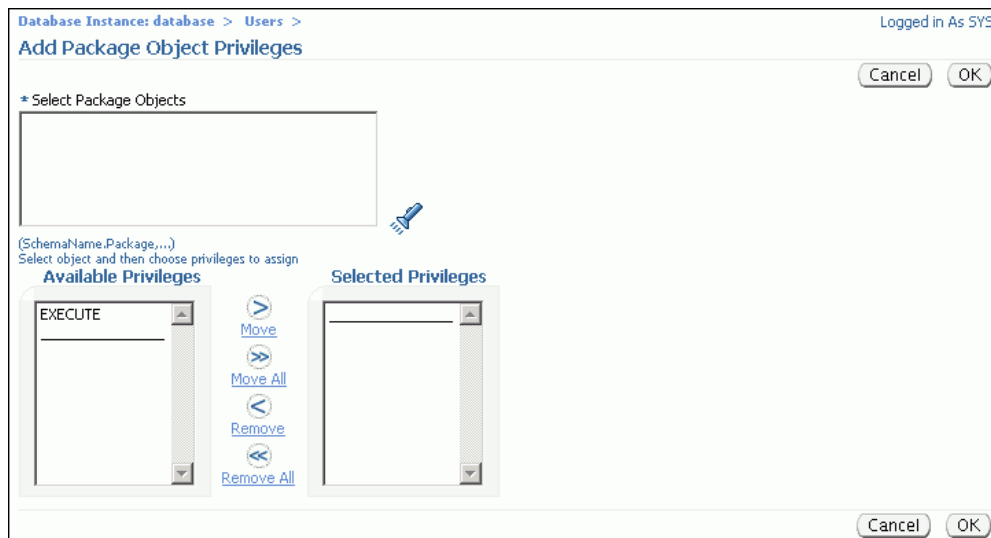 Database Instance: database > Users >
Logged in As SYS
Add Package Object Privileges
Cancel OK
* Select Package Objects
(SchemaName.Package,...)
Select object and then choose privileges to assign
Available Privileges
Selected Privileges
EXECUTE
>
Move
>>
Move All
<
Remove
<<
Remove All
Cancel OK